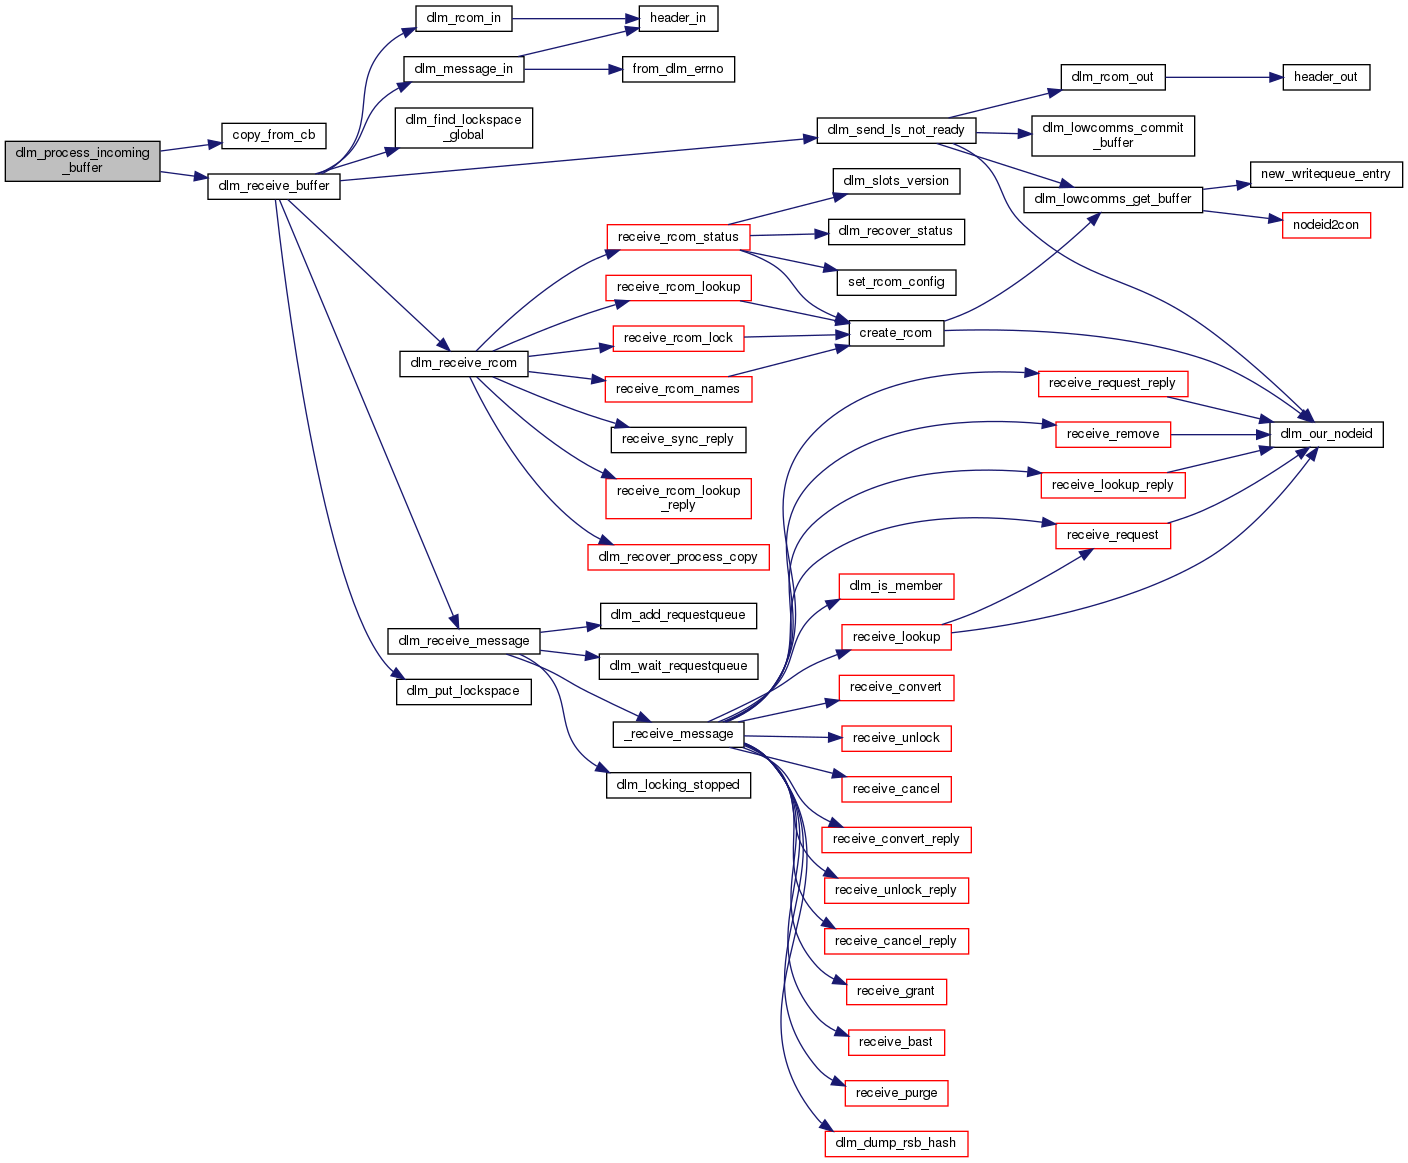 dlm_process_incoming
_buffer
copy_from_cb
dlm_receive_buffer
dlm_rcom_in
header_in
dlm_message_in
from_dlm_errno
dlm_find_lockspace
_global
dlm_send_ls_not_ready
dlm_rcom_out
header_out
dlm_lowcomms_commit
_buffer
dlm_lowcomms_get_buffer
new_writequeue_entry
nodeid2con
dlm_slots_version
receive_rcom_status
dlm_recover_status
set_rcom_config
receive_rcom_lookup
create_rcom
receive_rcom_lock
dlm_receive_rcom
receive_rcom_names
receive_sync_reply
receive_rcom_lookup
_reply
dlm_recover_process_copy
receive_request_reply
receive_remove
dlm_our_nodeid
receive_lookup_reply
receive_request
dlm_is_member
receive_lookup
dlm_add_requestqueue
dlm_receive_message
dlm_wait_requestqueue
dlm_put_lockspace
_receive_message
dlm_locking_stopped
receive_convert
receive_unlock
receive_cancel
receive_convert_reply
receive_unlock_reply
receive_cancel_reply
receive_grant
receive_bast
receive_purge
dlm_dump_rsb_hash